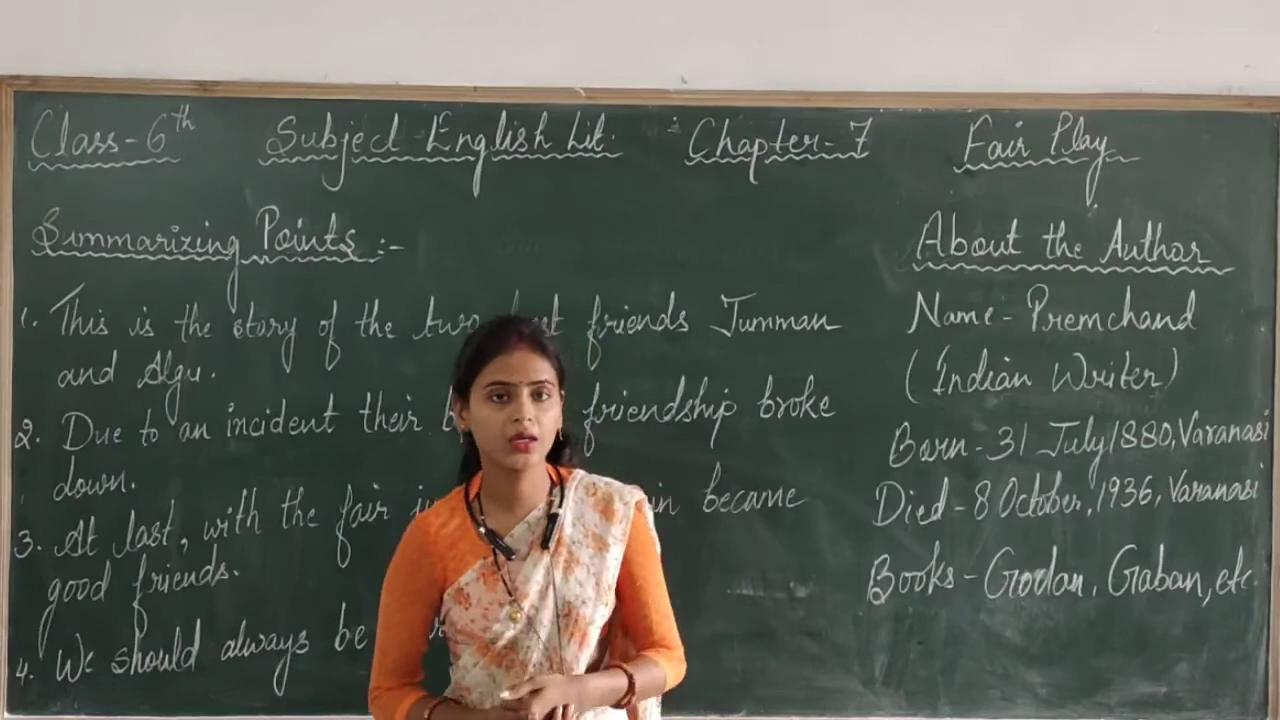 Class-6th Subject English Lit. Chapter-7 Fair Play
Summarizing Points :-
1. This is the story of the two friends Jumman
and Algu.
2. Due to an incident their friendship broke
down.
3. At last, with the fair became
good friends.
4. We should always be
About the Author
Name - Premchand
(Indian Writer)
Born - 31 July 1880, Varanasi
Died - 8 October, 1936, Varanasi
Books - Godan, Gaban, etc